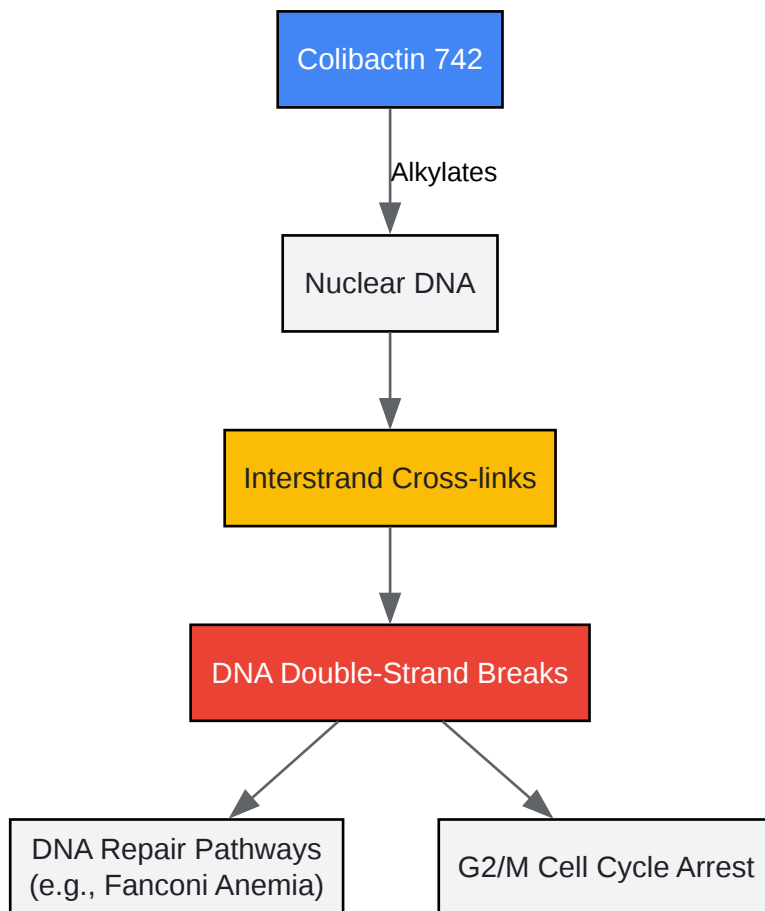 Colibactin 742
Alkylates
Nuclear DNA
Interstrand Cross-links
DNA Double-Strand Breaks
DNA Repair Pathways
(e.g., Fanconi Anemia)
G2/M Cell Cycle Arrest